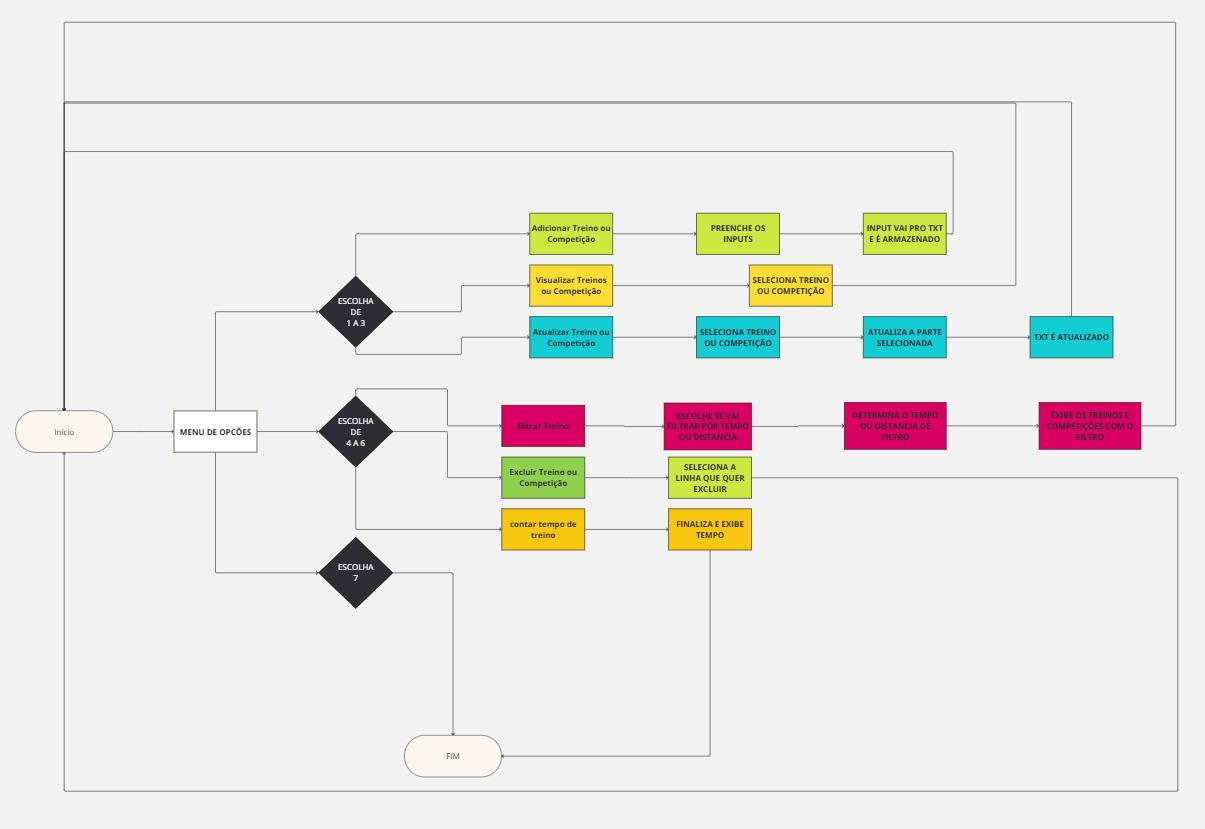 Adicionar Treino ou
Competição
PREENCHE OS
INPUTS
INPUT VAI PRO TXT
E É ARMAZENADO
ESCOLHA
DE
1 A 3
Visualizar Treinos
ou Competição
SELECIONA TREINO
OU COMPETIÇÃO
Atualizar Treino ou
Competição
SELECIONA TREINO
OU COMPETIÇÃO
ATUALIZA A PARTE
SELECIONADA
TXT É ATUALIZADO
Início
MENU DE OPCÕES
ESCOLHA
DE
4 A 6
filtrar Treino
ESCOLHE SE VAI
FILTRAR POR TEMPO
OU DISTANCIA
DETERMINA O TEMPO
OU DISTANCIA DE
FILTRO
EXIBE OS TREINOS E
COMPETIÇÕES COM O
FILTRO
Excluir Treino ou
Competição
SELECIONA A
LINHA QUE QUER
EXCLUIR
contar tempo de
treino
FINALIZA E EXIBE
TEMPO
ESCOLHA
7
FIM